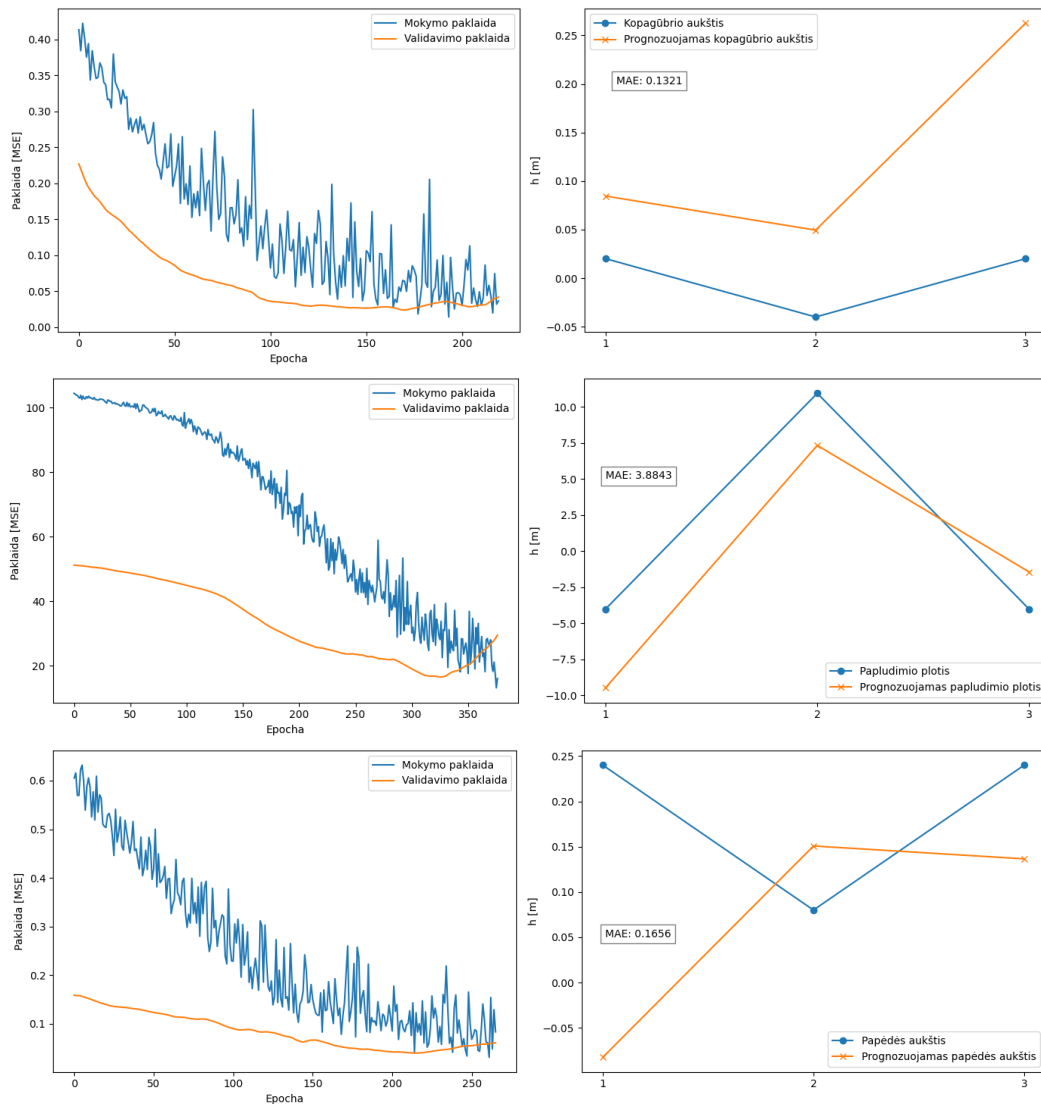 Mokymo paklaida
Validavimo paklaida
Paklaida [MSE]
0.40
0.35
0.30
0.25
0.20
0.15
0.10
0.05
0.00
0
50
100
150
200
Epocha
Kopagūbrio aukštis
Prognozuojamas kopagūbrio aukštis
MAE: 0.1321
h [m]
0.25
0.20
0.15
0.10
0.05
0.00
−0.05
1
2
3
Mokymo paklaida
Validavimo paklaida
Paklaida [MSE]
100
80
60
40
20
0
50
100
150
200
250
300
350
Epocha
MAE: 3.8843
h [m]
10.0
7.5
5.0
2.5
0.0
−2.5
−5.0
−7.5
−10.0
Papludimio plotis
Prognozuojamas papludimio plotis
1
2
3
Mokymo paklaida
Validavimo paklaida
Paklaida [MSE]
0.6
0.5
0.4
0.3
0.2
0.1
0
50
100
150
200
250
Epocha
h [m]
0.25
0.20
0.15
0.10
0.05
0.00
−0.05
MAE: 0.1656
Papėdės aukštis
Prognozuojamas papėdės aukštis
1
2
3